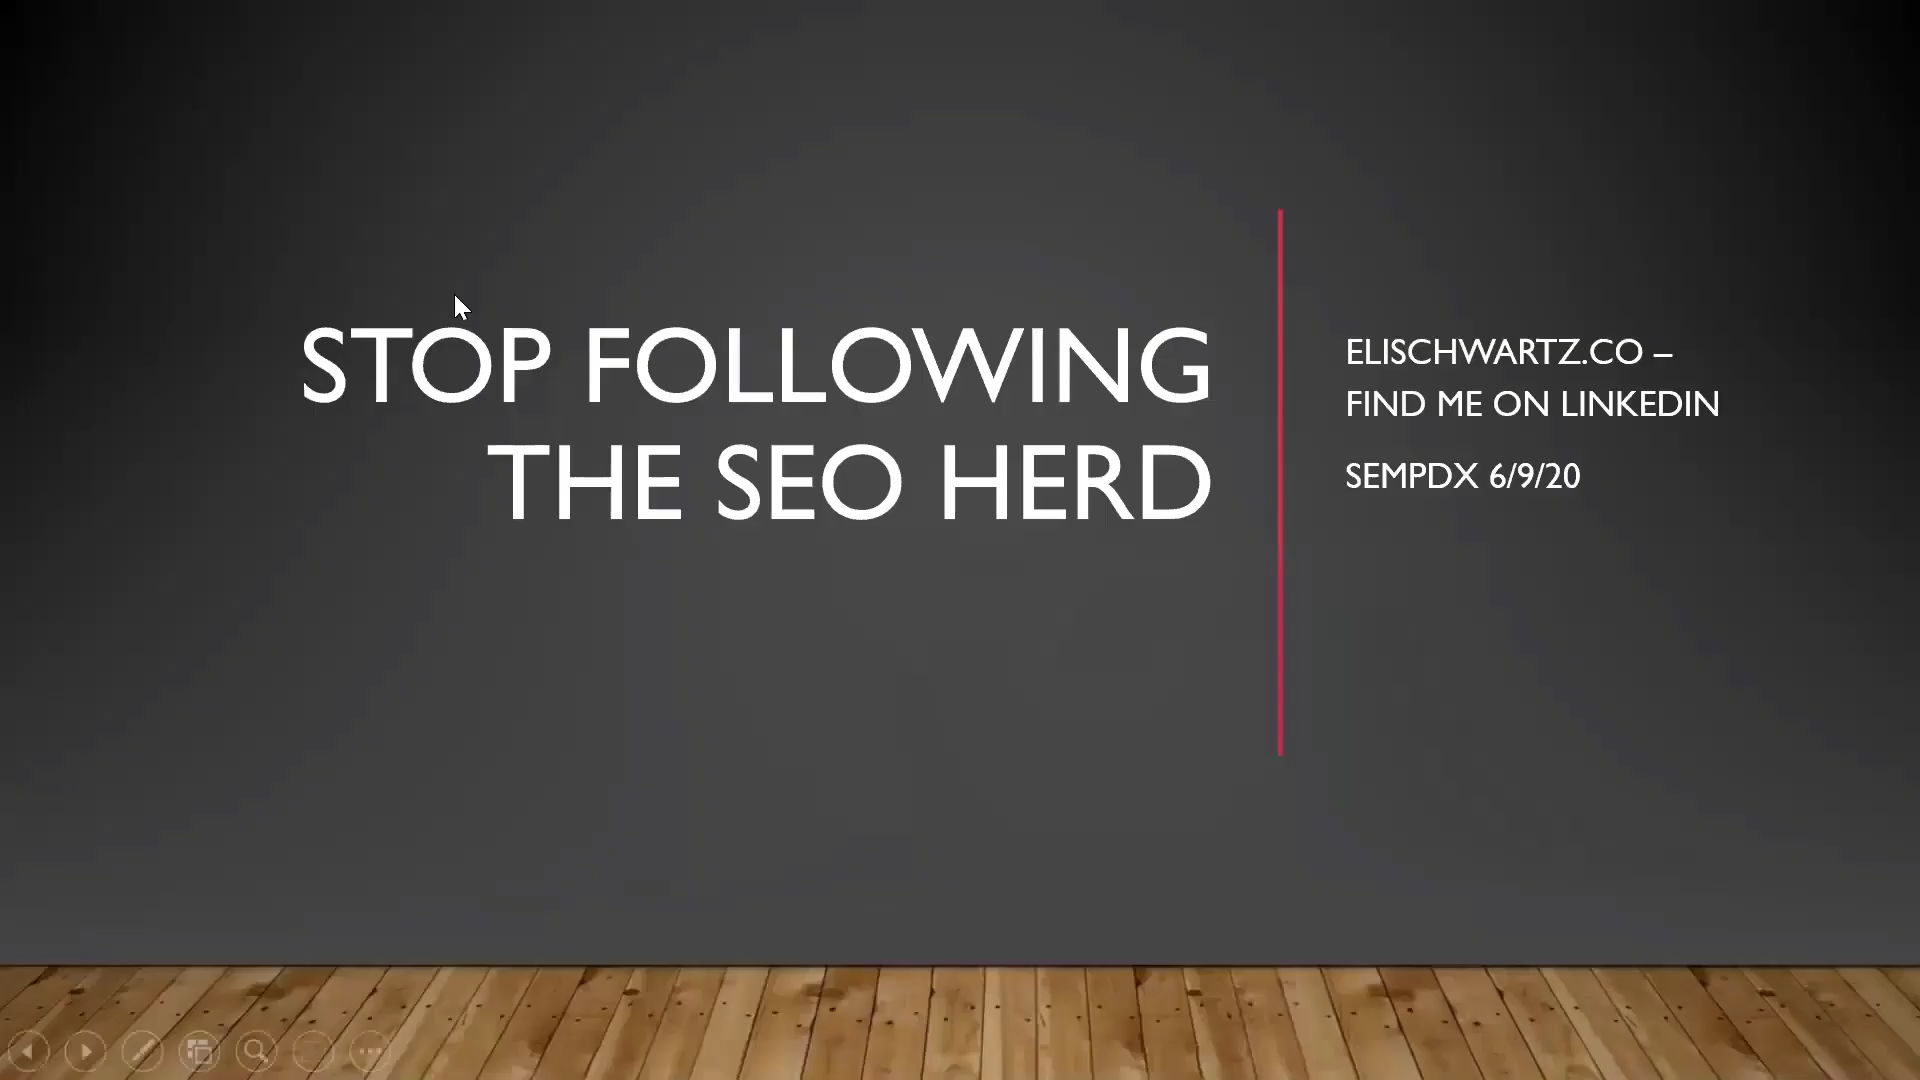 STOP FOLLOWING
THE SEO HERD
ELISCHWARTZ.CO –
FIND ME ON LINKEDIN
SEMPDX 6/9/20